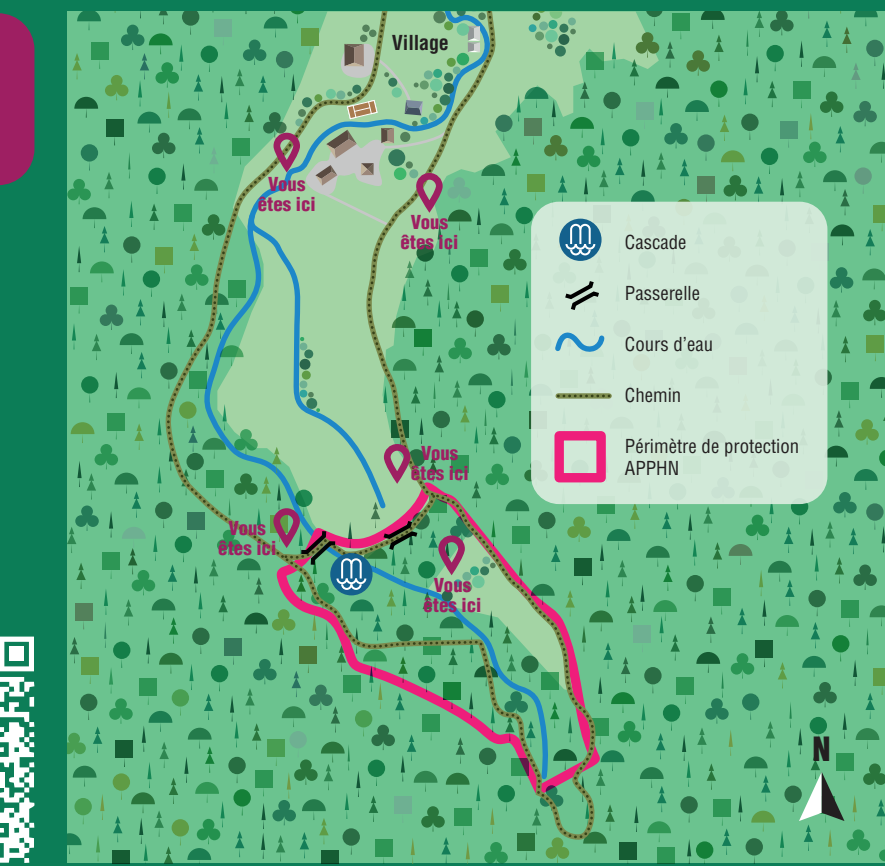 Village
Vous
êtes ici
Vous
êtes ici
Cascade
Passerelle
Cours d'eau
Chemin
Périmètre de protection
APPHN
Vous
êtes ici
Vous
êtes ici
Vous
êtes ici
N